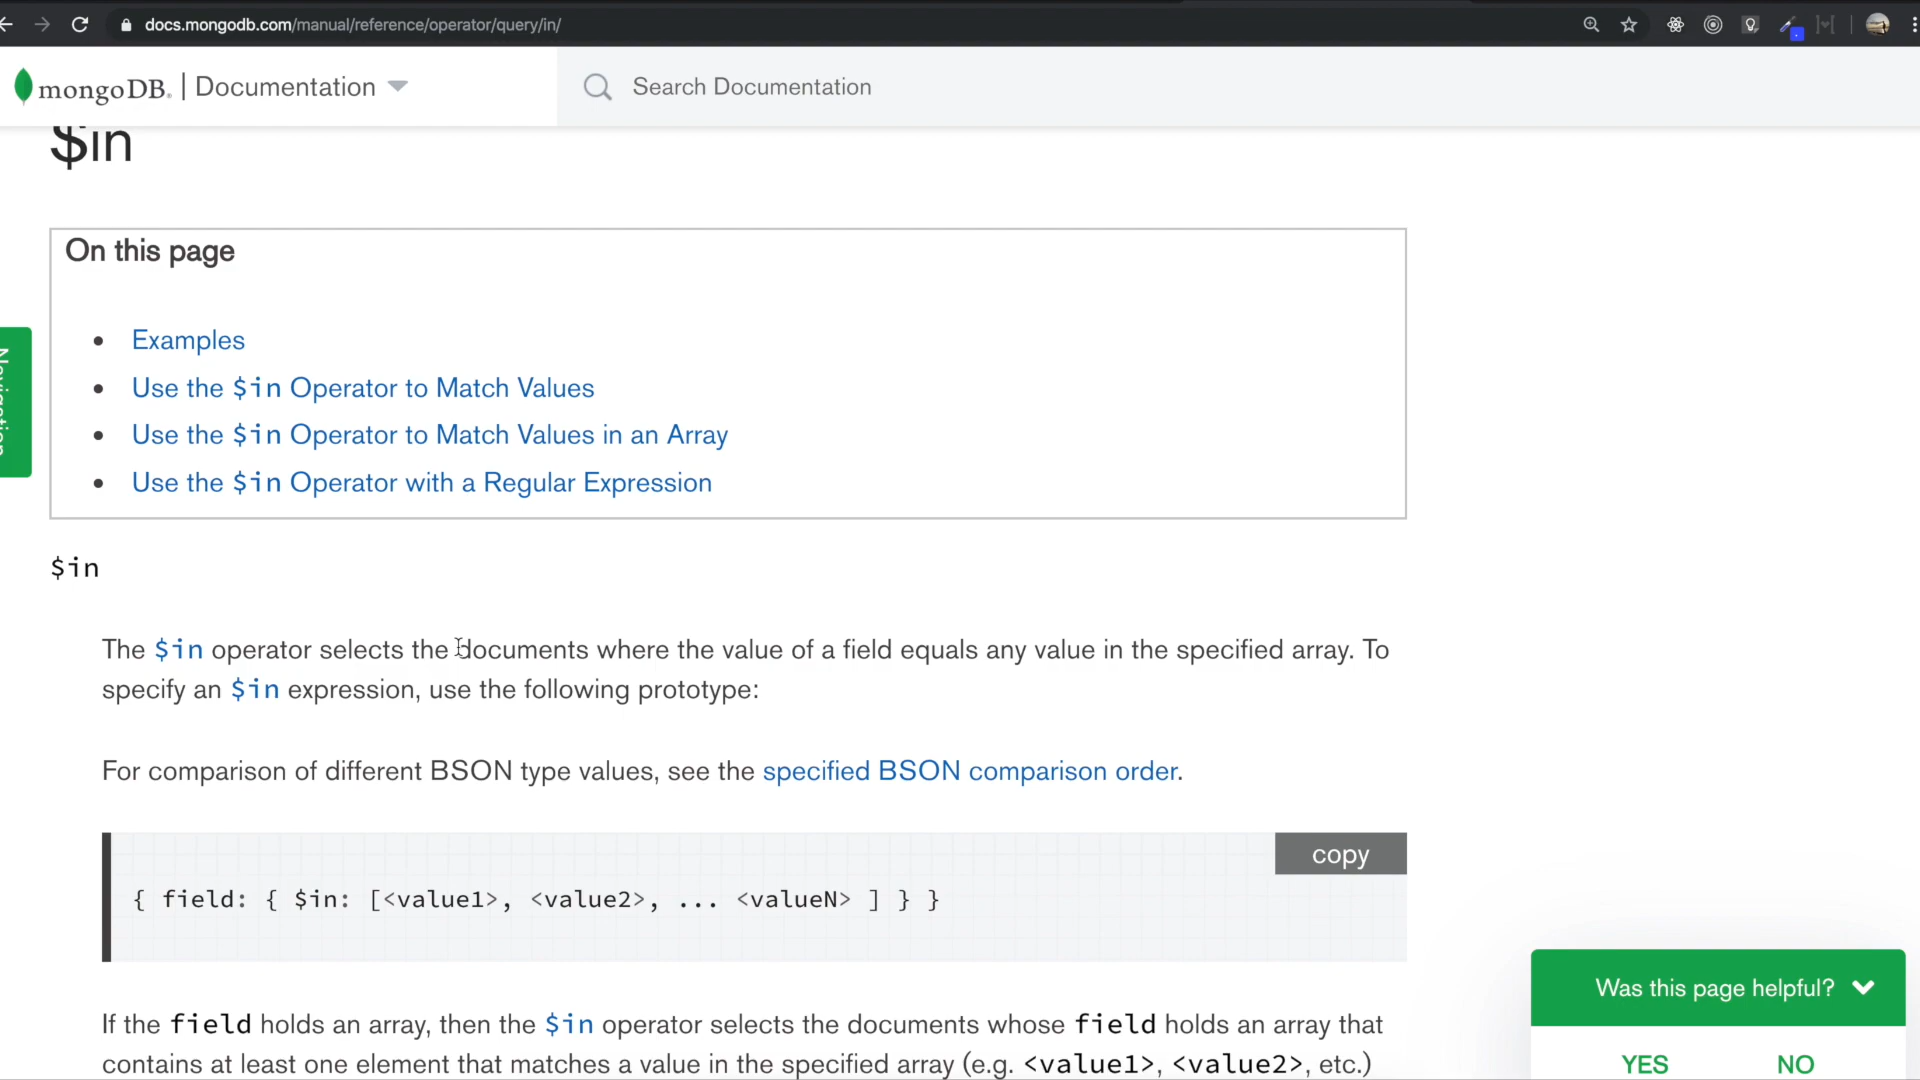 docs.mongodb.com/manual/reference/operator/query/in/
mongoDB. | Documentation
Search Documentation
$in
On this page
• Examples
• Use the $in Operator to Match Values
• Use the $in Operator to Match Values in an Array
• Use the $in Operator with a Regular Expression
Navigation
$in
The $in operator selects the documents where the value of a field equals any value in the specified array. To
specify an $in expression, use the following prototype:
For comparison of different BSON type values, see the specified BSON comparison order.
copy
{ field: { $in: [<value1>, <value2>, ... <valueN> ] } }
If the field holds an array, then the $in operator selects the documents whose field holds an array that
contains at least one element that matches a value in the specified array (e.g. <value1>, <value2>, etc.)
Was this page helpful?
YES NO